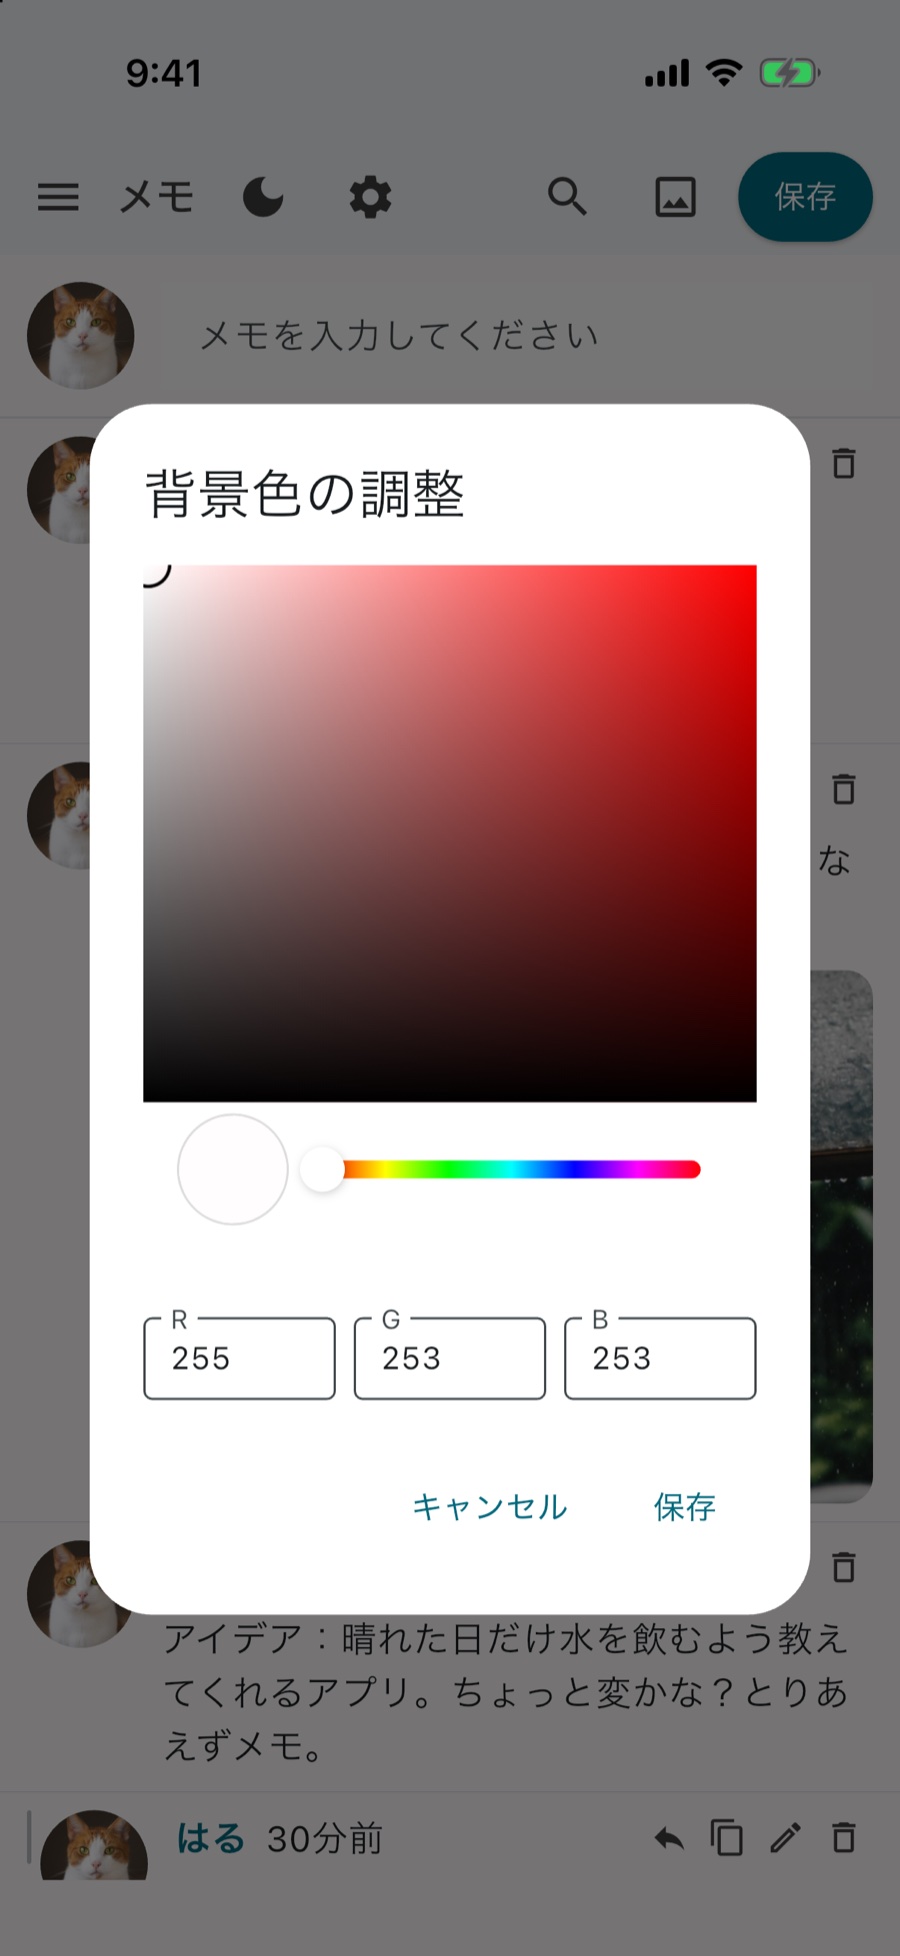 9:41
メモ
保存
メモを入力してください
背景色の調整
な
R
G
B
255
253
253
キャンセル
保存
アイデア：晴れた日だけ水を飲むよう教え
てくれるアプリ。ちょっと変かな？とりあ
えずメモ。
はる 30分前